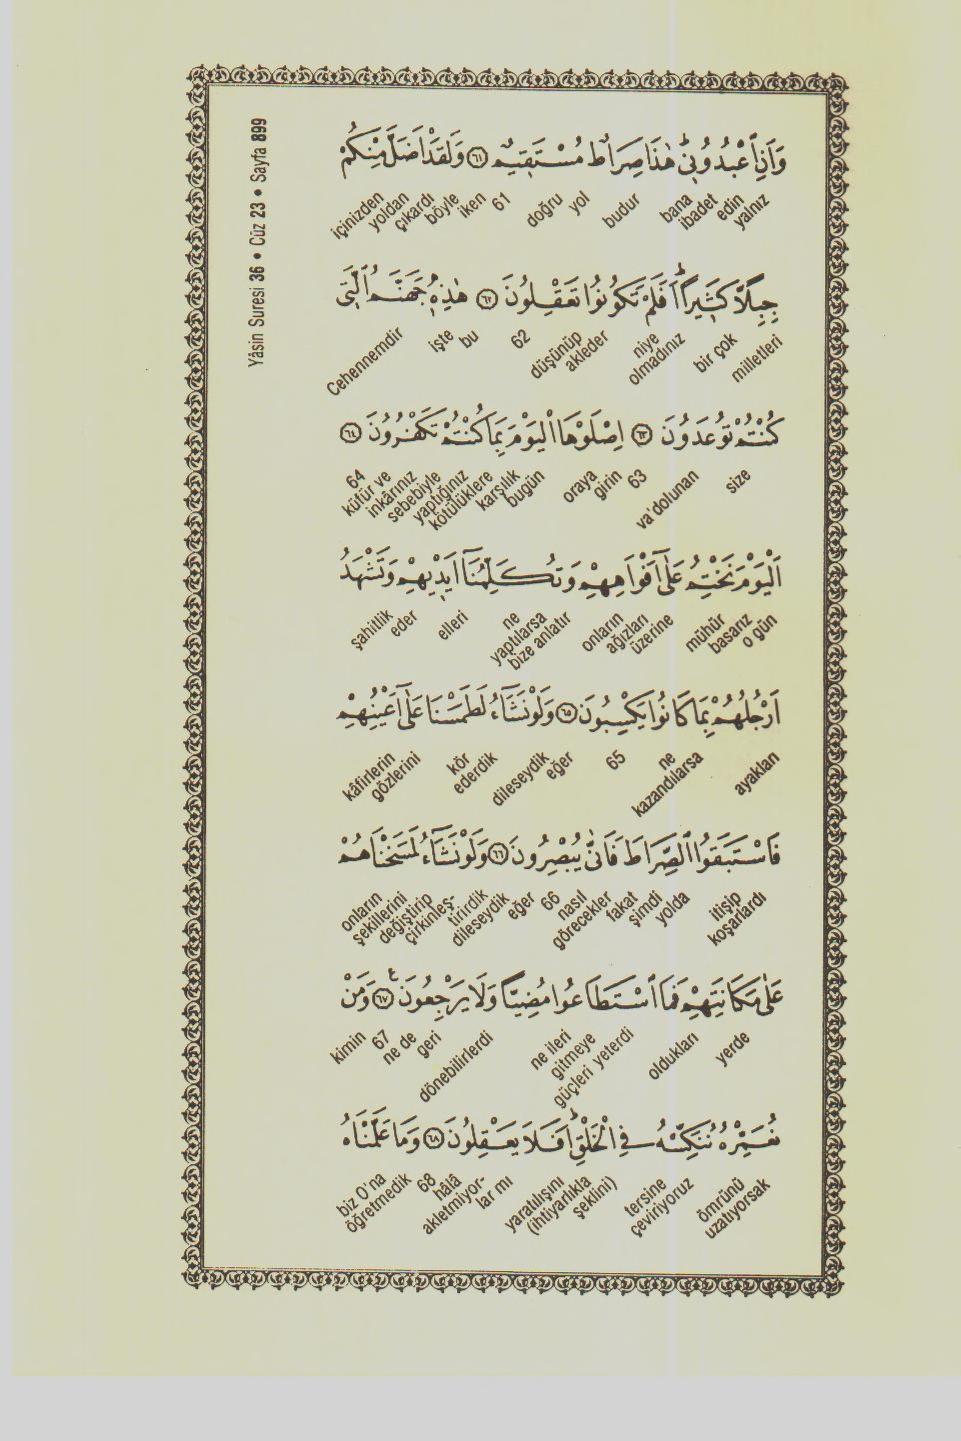 Yâsin Suresi 36 • Cüz 23 • Sayfa 899
وَاَنِ اعْبُدُونٖيؕ هٰذَا صِرَاطٌ مُسْتَقٖيمٌ ﴿٦١﴾ وَلَقَدْ اَضَلَّ مِنْكُمْ
yalnız edin ibadet bana budur yol doğru 61 iken böyle çıkardı yoldan içinizden
جِبِلًّا كَثٖيرًاؕ اَفَلَمْ تَكُونُوا تَعْقِلُونَ ﴿٦٢﴾ هٰذِهٖ جَهَنَّمُ الَّتٖي
milletleri bir çok niye olmadınız düşünüp akleder 62 bu işte Cehennemdir
كُنْتُمْ تُوعَدُونَ ﴿٦٣﴾ اِصْلَوْهَا الْيَوْمَ بِمَا كُنْتُمْ تَكْفُرُونَ ﴿٦٤﴾
size va'dolunan 63 girin oraya bugün karşılık kötülüklere yaptığınız sebebiyle inkârınız küfür ve 64
اَلْيَوْمَ نَخْتِمُ عَلٰٓى اَفْوَاهِهِمْ وَتُكَلِّمُنَٓا اَيْدٖيهِمْ وَتَشْهَدُ
o gün basarız mühür üzerine ağızları onların ne yaptılarsa bize anlatır elleri eder şahitlik
اَرْجُلُهُمْ بِمَا كَانُوا يَكْسِبُونَ ﴿٦٥﴾ وَلَوْ نَشَٓاءُ لَطَمَسْنَا عَلٰٓى اَعْيُنِهِمْ
ayakları ne kazandılarsa 65 eğer dileseydik kör ederdik kâfirlerin gözlerini
فَاسْتَبَقُوا الصِّرَاطَ فَاَنّٰى يُبْصِرُونَ ﴿٦٦﴾ وَلَوْ نَشَٓاءُ لَمَسَخْنَاهُمْ
itişip koşarlardı yolda şimdi fakat nasıl görecekler 66 eğer dileseydik tirirdik çirkinleş- değiştirip şekillerini onların
عَلٰى مَكَانَتِهِمْ فَمَا اسْتَطَاعُوا مُضِيًّا وَلَا يَرْجِعُونَ ﴿٦٧﴾ع وَمَنْ
yerde oldukları ne ileri gitmeye güçleri yeterdi dönebilirlerdi geri ne de 67 kimin
نُعَمِّرْهُ نُنَكِّسْهُ فِي الْخَلْقِؕ اَفَلَا يَعْقِلُونَ ﴿٦٨﴾ وَمَا عَلَّمْنَاهُ
ömrünü uzatıyorsak tersine çeviriyoruz yaratılışını (ihtiyarlıkla şeklini) hâlâ akletmiyor- lar mı 68 biz O'na öğretmedik